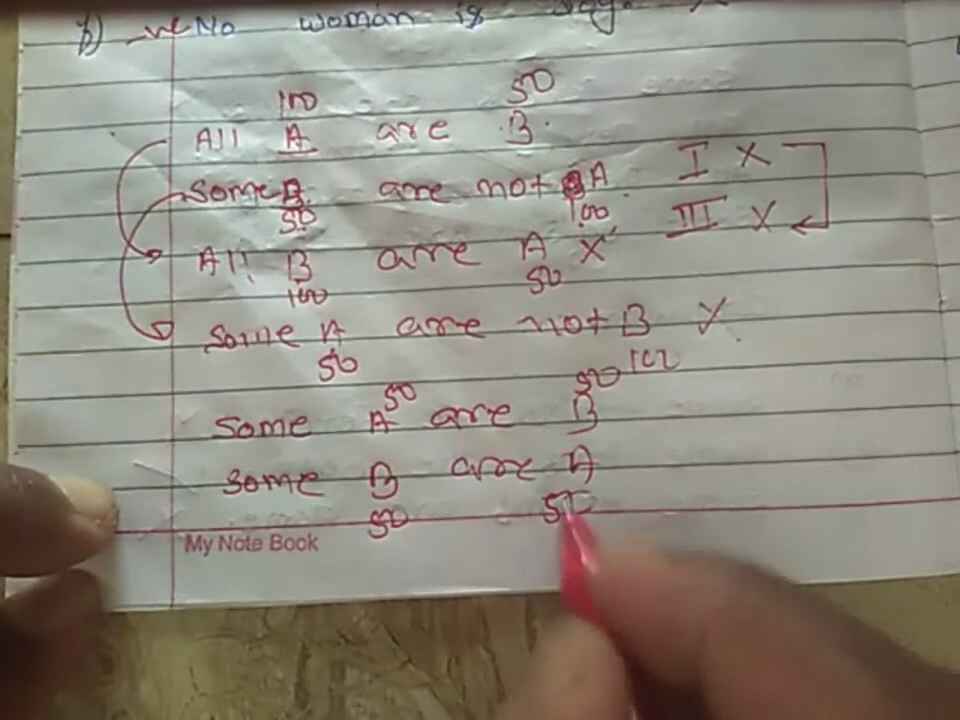 b) -ve No woman is
100 50
All A are B.
Some B are not A. I X
50 100 III X
All B are A X
100 50
Some A are not B X
50 100
50 50
Some A are B
Some B are A
50 50
My Note Book